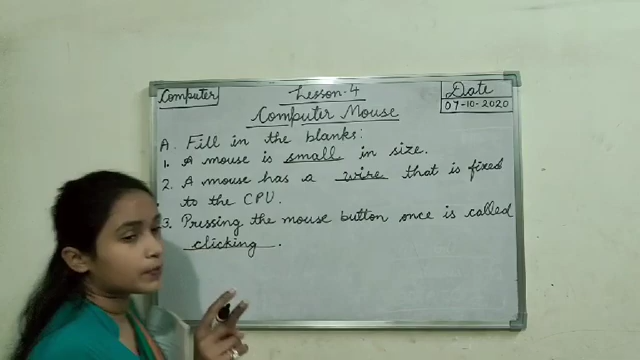 Computer
Lesson-4
Date
07-10-2020
Computer Mouse
A. Fill in the blanks:
1. A mouse is small in size.
2. A mouse has a wire that is fixed
to the CPU.
3. Pressing the mouse button once is called
clicking.